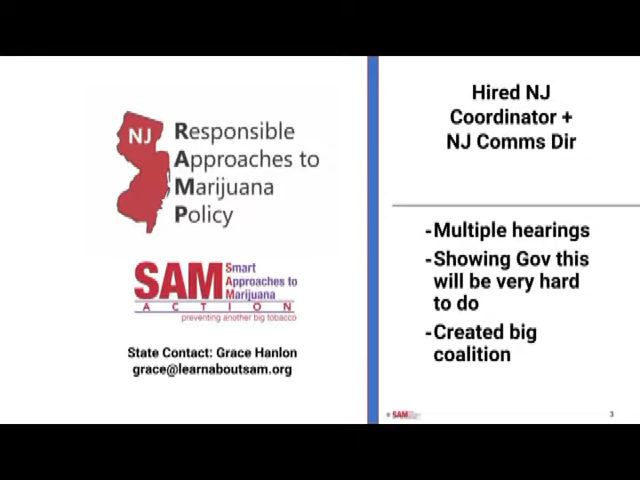 NJ
Responsible
Approaches to
Marijuana
Policy
SAM Smart
Approaches to
Marijuana
ACTION
preventing another big tobacco
State Contact: Grace Hanlon
grace@learnaboutsam.org
Hired NJ
Coordinator +
NJ Comms Dir
-Multiple hearings
-Showing Gov this
will be very hard
to do
-Created big
coalition
SAM
3